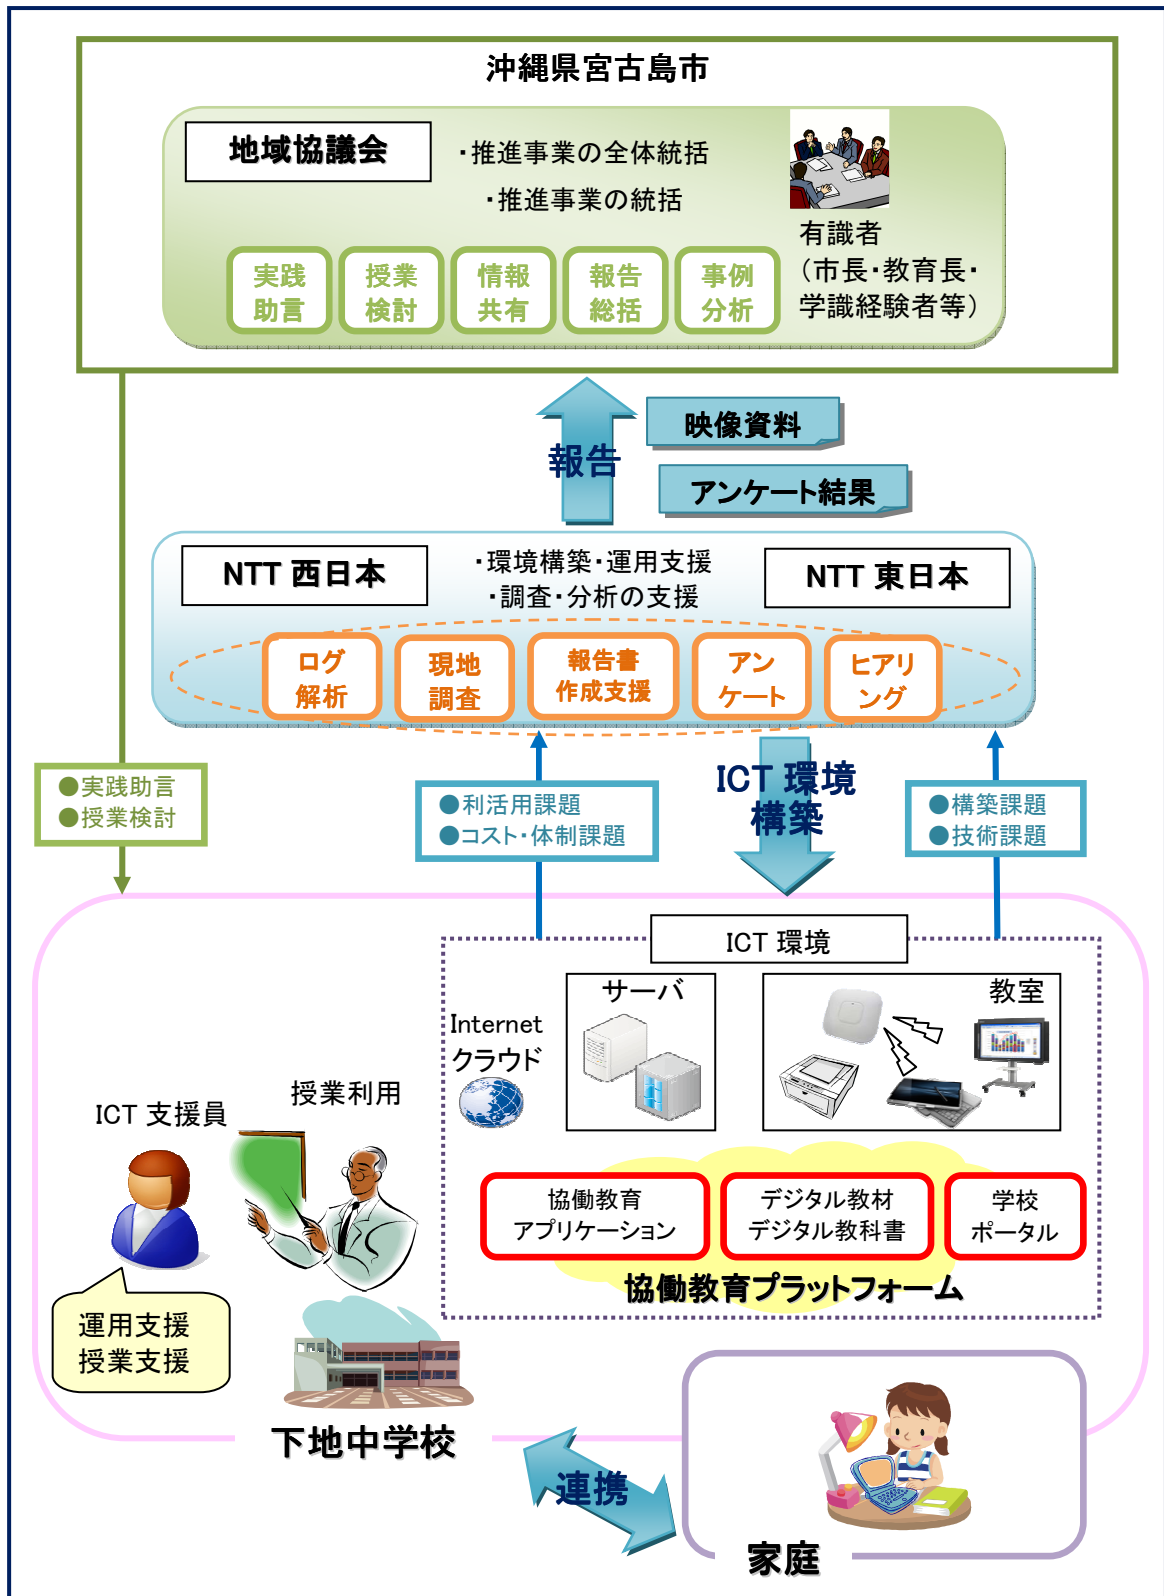 沖縄県宮古島市
地域協議会
・推進事業の全体統括
・推進事業の統括
有識者
（市長・教育長・
学識経験者等）
実践
助言
授業
検討
情報
共有
報告
総括
事例
分析
報告
映像資料
アンケート結果
NTT 西日本
・環境構築・運用支援
・調査・分析の支援
NTT 東日本
ログ
解析
現地
調査
報告書
作成支援
アン
ケート
ヒアリ
ング
●実践助言
●授業検討
●利活用課題
●コスト・体制課題
ICT 環境
構築
●構築課題
●技術課題
ICT 環境
Internet
クラウド
サーバ
教室
ICT 支援員
授業利用
運用支援
授業支援
協働教育
アプリケーション
デジタル教材
デジタル教科書
学校
ポータル
協働教育プラットフォーム
下地中学校
連携
家庭